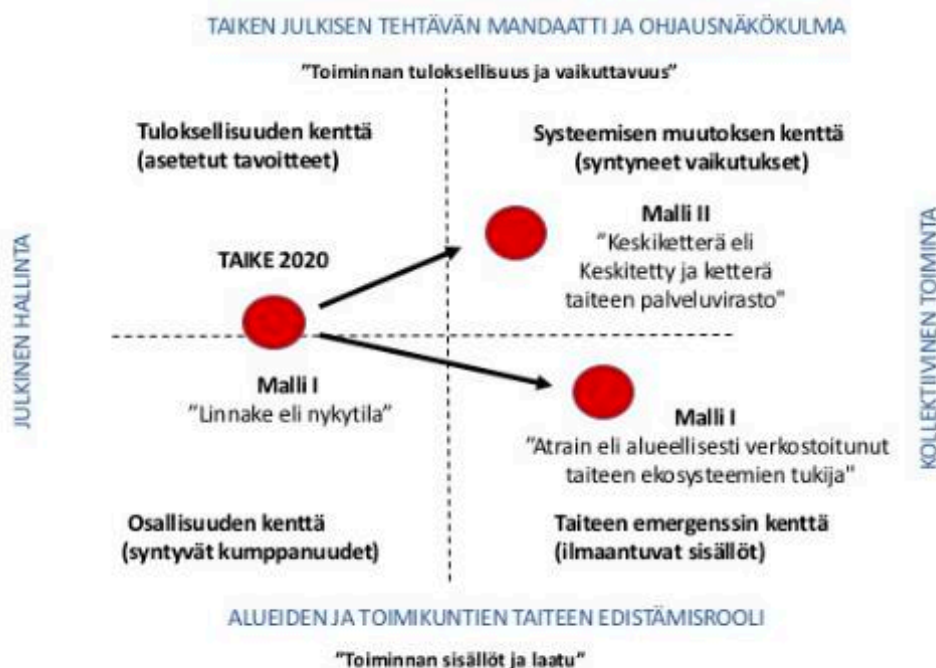 TAIKEN JULKISEN TEHTÄVÄN MANDAATTI JA OHJAUSNÄKÖKULMA
"Toiminnan tuloksellisuus ja vaikuttavuus"
Tuloksellisuuden kenttä
(asetetut tavoitteet)
Systeemisen muutoksen kenttä
(syntyneet vaikutukset)
JULKINEN HALLINTA
TAIKE 2020
Malli II
"Keskiketterä eli
Keskitetty ja ketterä
taiteen palveluvirasto"
KOLLEKTIIVINEN TOIMINTA
Malli I
"Linnake eli nykytila"
Malli I
"Atrain eli alueellisesti verkostoitunut
taiteen ekosysteemien tukija"
Osallisuuden kenttä
(syntyvät kumppanuudet)
Taiteen emergenssin kenttä
(ilmaantuvat sisällöt)
ALUEIDEN JA TOIMIKUNTIEN TAITEEN EDISTÄMISROOLI
"Toiminnan sisällöt ja laatu"